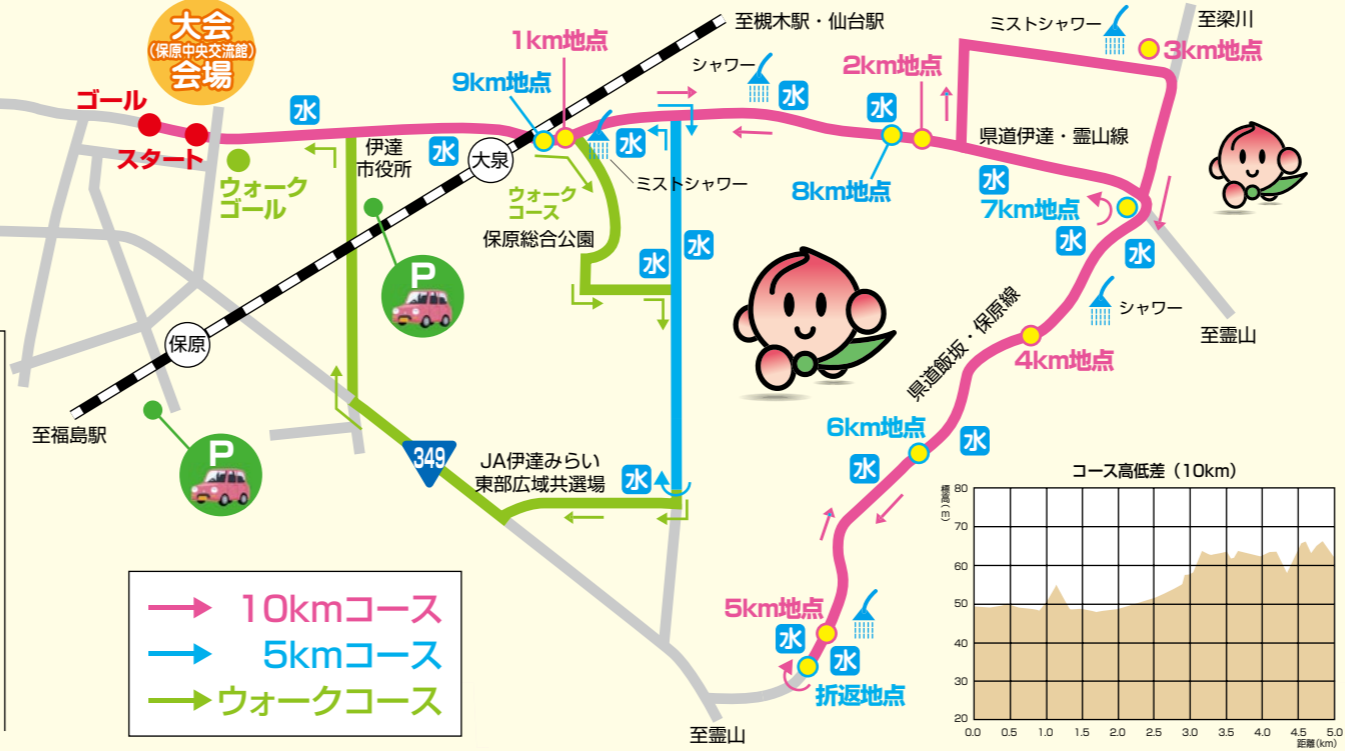 大会
(保原中央交流館)
会場
ゴール
スタート
ウォーク
ゴール
水
伊達
市役所
水
大泉
9km地点
1km地点
至槻木駅・仙台駅
シャワー
水
水
ミストシャワー
ウォーク
コース
保原総合公園
水
水
水
8km地点
2km地点
ミストシャワー
3km地点
至梁川
県道伊達・霊山線
水
7km地点
水
水
シャワー
至霊山
県道飯坂・保原線
4km地点
6km地点
水
水
5km地点
水
水
折返地点
P
保原
至福島駅
P
349
JA伊達みらい
東部広域共選場
水
至霊山
10kmコース
5kmコース
ウォークコース
コース高低差(10km)
標高(m)
80
70
60
50
40
30
20
0.0 0.5 1.0 1.5 2.0 2.5 3.0 3.5 4.0 4.5 5.0
距離(km)